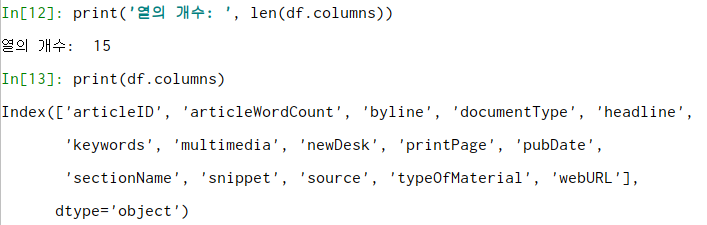 In[12]: print('열의 개수: ', len(df.columns))
열의 개수:  15
In[13]: print(df.columns)
Index(['articleID', 'articleWordCount', 'byline', 'documentType', 'headline',
'keywords', 'multimedia', 'newDesk', 'printPage', 'pubDate',
'sectionName', 'snippet', 'source', 'typeOfMaterial', 'webURL'],
dtype='object')